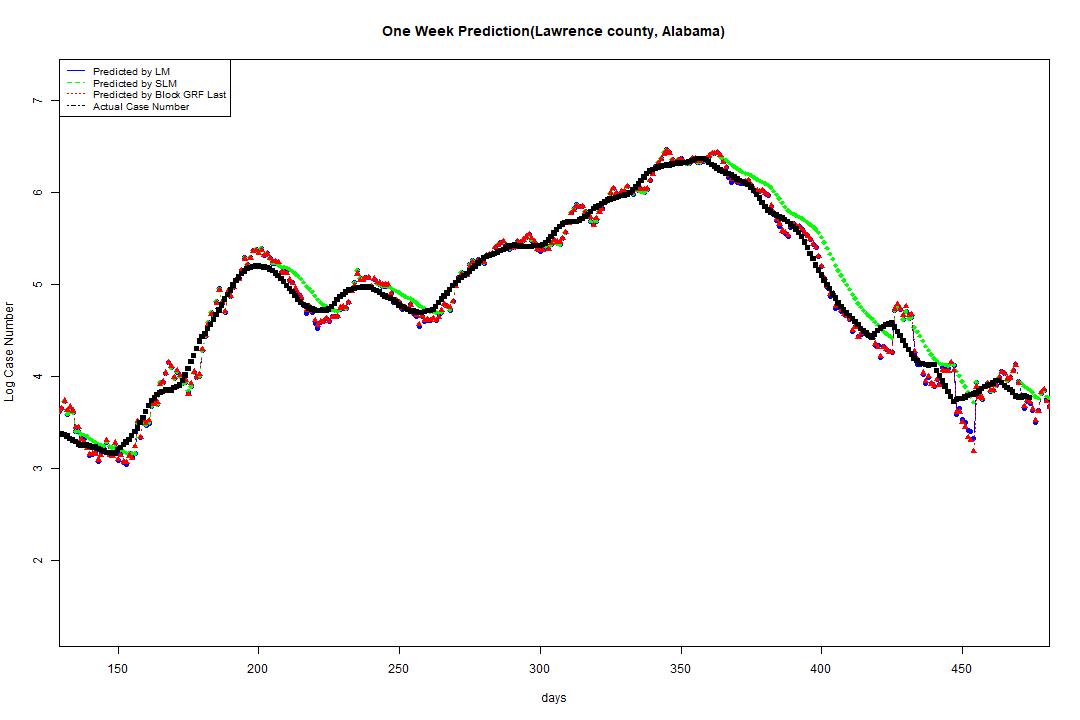 One Week Prediction(Lawrence county, Alabama)
Predicted by LM
Predicted by SLM
Predicted by Block GRF Last
Actual Case Number
7
6
5
4
3
2
Log Case Number
150 200 250 300 350 400 450
days